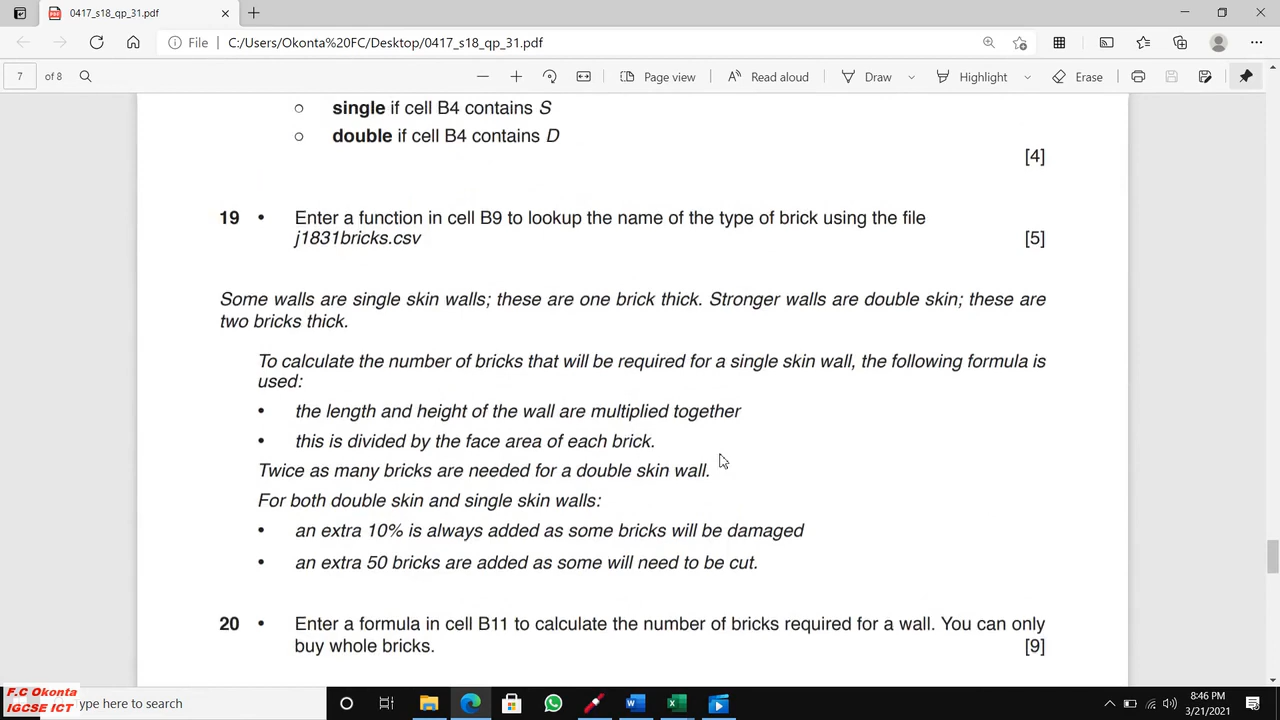 0417_s18_qp_31.pdf
File C:/Users/Okonta%20FC/Desktop/0417_s18_qp_31.pdf
7 of 8 Page view Read aloud Draw Highlight Erase
single if cell B4 contains S
double if cell B4 contains D
[4]
19 • Enter a function in cell B9 to lookup the name of the type of brick using the file
j1831bricks.csv [5]
Some walls are single skin walls; these are one brick thick. Stronger walls are double skin; these are
two bricks thick.
To calculate the number of bricks that will be required for a single skin wall, the following formula is
used:
• the length and height of the wall are multiplied together
• this is divided by the face area of each brick.
Twice as many bricks are needed for a double skin wall.
For both double skin and single skin walls:
• an extra 10% is always added as some bricks will be damaged
• an extra 50 bricks are added as some will need to be cut.
20 • Enter a formula in cell B11 to calculate the number of bricks required for a wall. You can only
buy whole bricks. [9]
F.C Okonta
IGCSE ICT
ype here to search
8:46 PM
3/21/2021